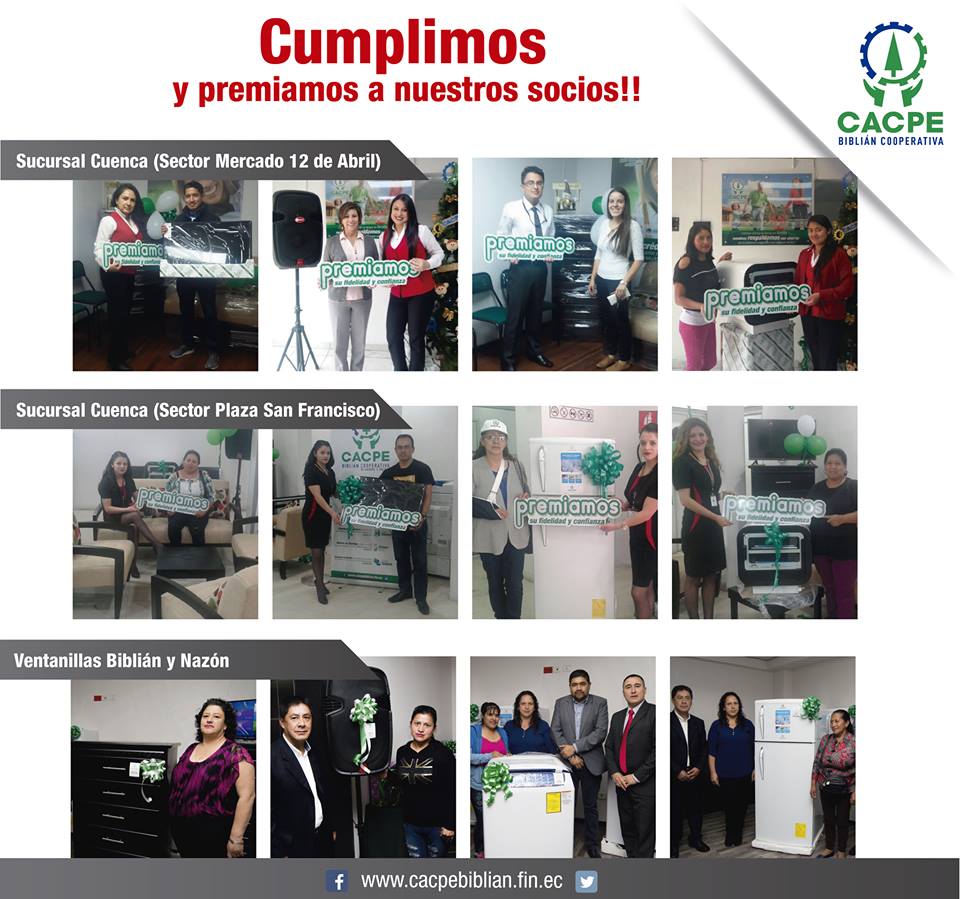 Cumplimos
y premiamos a nuestros socios!!
CACPE
BIBLIÁN COOPERATIVA
Sucursal Cuenca (Sector Mercado 12 de Abril)
premiamos
su fidelidad y confianza
premiamos
su fidelidad y confianza
premiamos
su fidelidad y confianza
premiamos
su fidelidad y confianza
Sucursal Cuenca (Sector Plaza San Francisco)
premiamos
su fidelidad y confianza
CACPE
BIBLIÁN COOPERATIVA
premiamos
su fidelidad y confianza
premiamos
su fidelidad y confianza
premiamos
su fidelidad y confianza
Ventanillas Biblián y Nazón
www.cacpebiblian.fin.ec